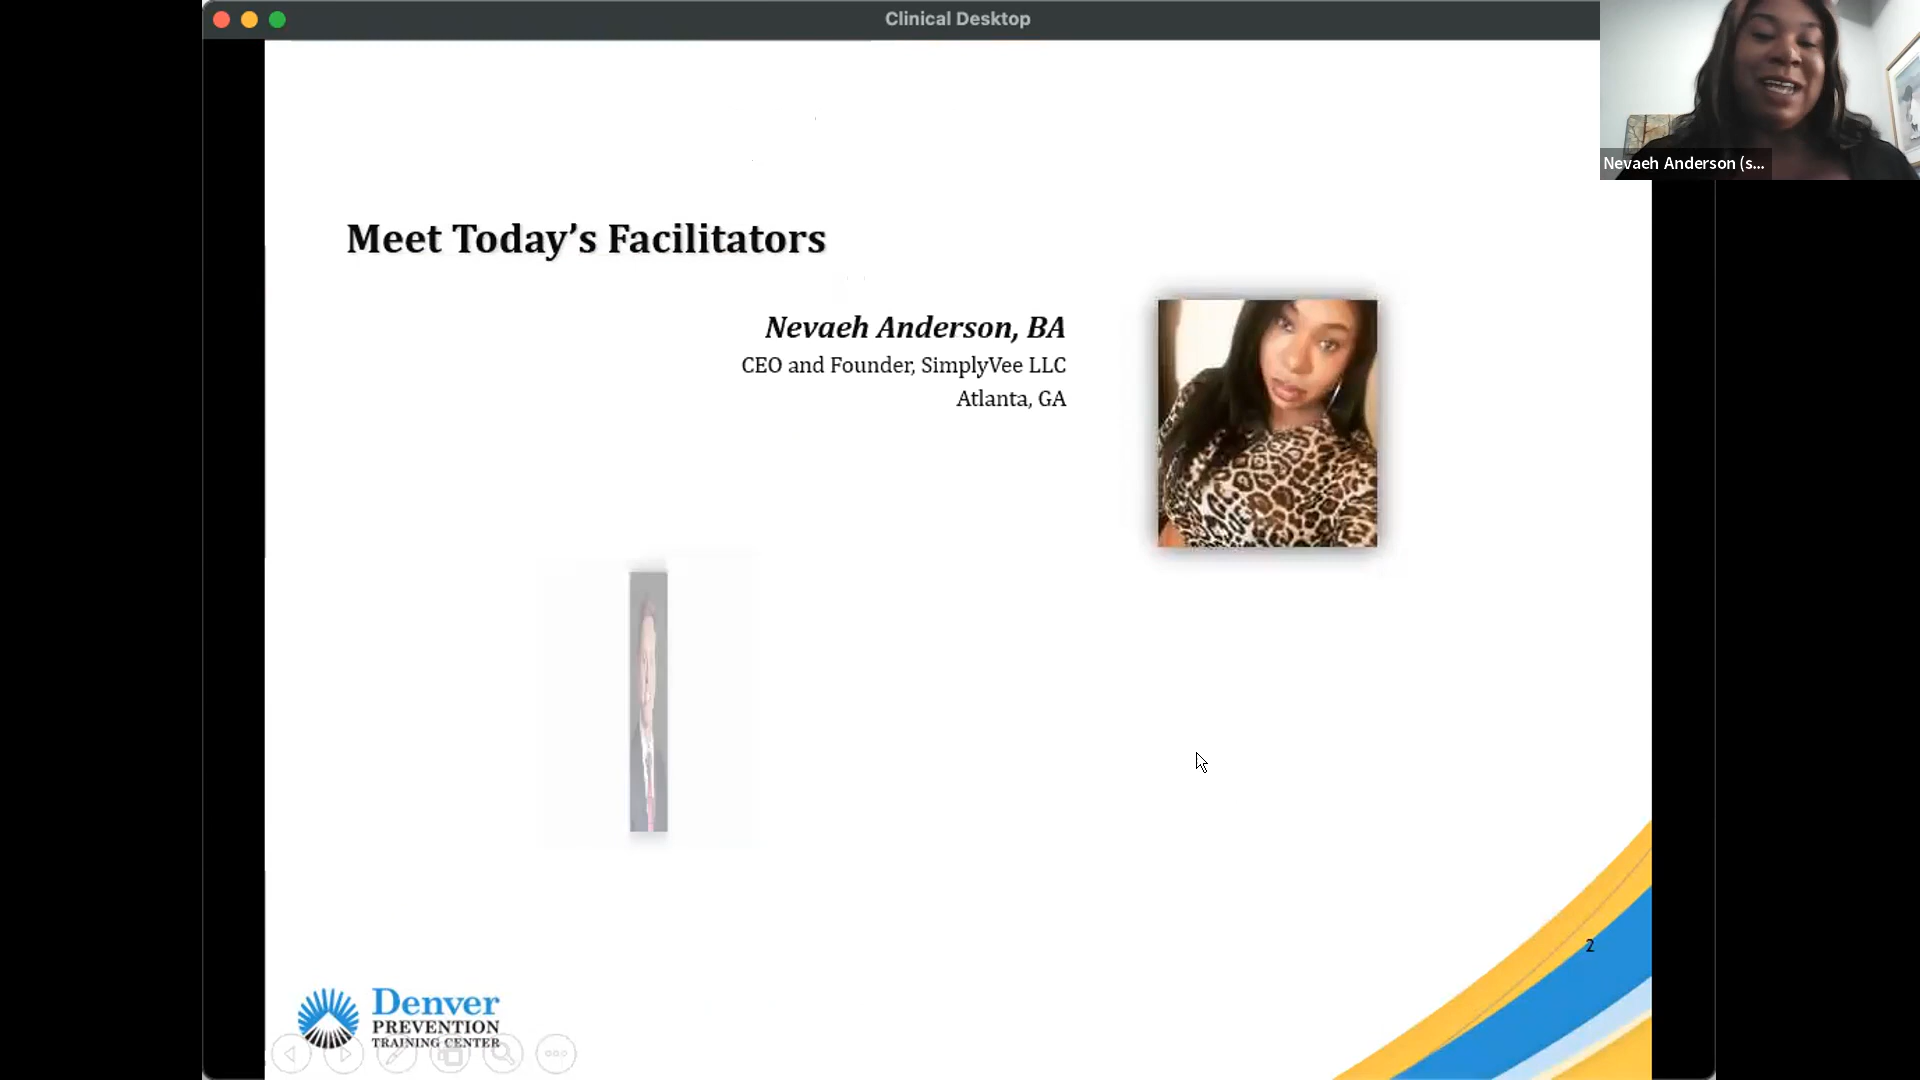 Clinical Desktop
Nevaeh Anderson (s...
Meet Today’s Facilitators
Nevaeh Anderson, BA
CEO and Founder, SimplyVee LLC
Atlanta, GA
2
Denver
PREVENTION
TRAINING CENTER